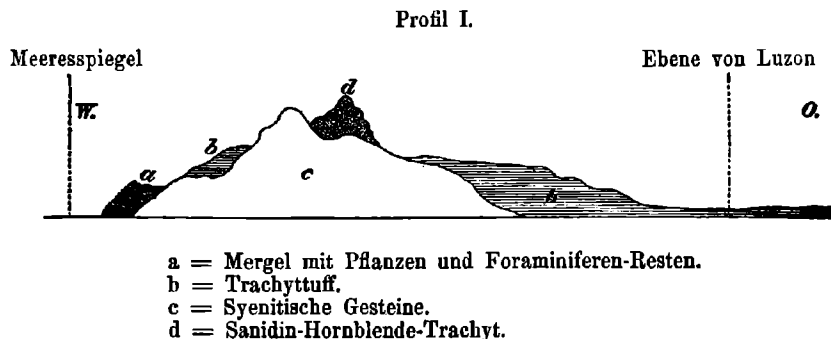 Profil I.
Meeresspiegel
Ebene von Luzon
W.
O.
d
b
a
c
b
a = Mergel mit Pflanzen und Foraminiferen-Resten.
b = Trachyttuff.
c = Syenitische Gesteine.
d = Sanidin-Hornblende-Trachyt.